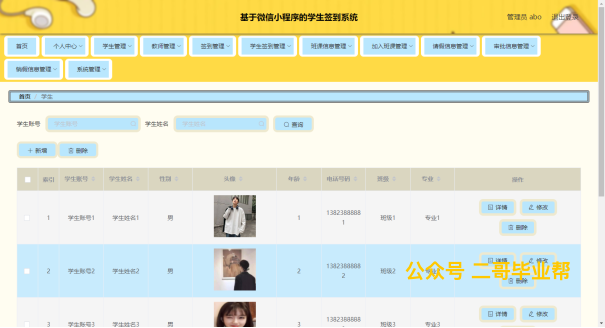 基于微信小程序的学生签到系统
管理员 abo 退出登录
首页 个人中心 学生管理 教师管理 签到管理 学生签到管理 班课信息管理 加入班课管理 请假信息管理 审批信息管理
销假信息管理 系统管理
首页 / 学生
学生账号 学生账号 学生姓名 学生姓名 查询
+ 新增 删除
索引 学生账号 学生姓名 性别 头像 年龄 电话号码 班级 专业 操作
1 学生账号1 学生姓名1 男 1 13823888881 班级1 专业1 详情 修改
删除
2 学生账号2 学生姓名2 男 2 13823888882 班级2 专业2 详情 修改
删除
公众号 二哥毕业帮
3 学生账号3 学生姓名3 男 3 13823888883 班级3 专业3 详情 修改